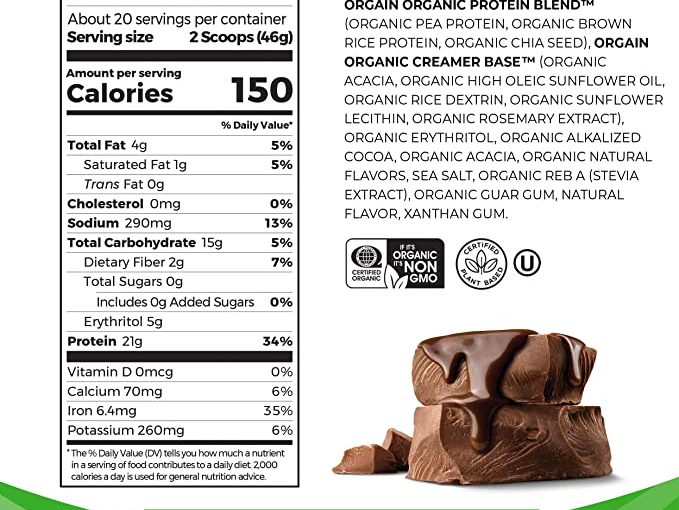 About 20 servings per container
Serving size 2 Scoops (46g)
Amount per serving
Calories 150
% Daily Value*
Total Fat 4g 5%
Saturated Fat 1g 5%
Trans Fat 0g
Cholesterol 0mg 0%
Sodium 290mg 13%
Total Carbohydrate 15g 5%
Dietary Fiber 2g 7%
Total Sugars 0g
Includes 0g Added Sugars 0%
Erythritol 5g
Protein 21g 34%
Vitamin D 0mcg 0%
Calcium 70mg 6%
Iron 6.4mg 35%
Potassium 260mg 6%
* The % Daily Value (DV) tells you how much a nutrient
in a serving of food contributes to a daily diet. 2,000
calories a day is used for general nutrition advice.
ORGAIN ORGANIC PROTEIN BLEND™
(ORGANIC PEA PROTEIN, ORGANIC BROWN
RICE PROTEIN, ORGANIC CHIA SEED), ORGAIN
ORGANIC CREAMER BASE™ (ORGANIC
ACACIA, ORGANIC HIGH OLEIC SUNFLOWER OIL,
ORGANIC RICE DEXTRIN, ORGANIC SUNFLOWER
LECITHIN, ORGANIC ROSEMARY EXTRACT),
ORGANIC ERYTHRITOL, ORGANIC ALKALIZED
COCOA, ORGANIC ACACIA, ORGANIC NATURAL
FLAVORS, SEA SALT, ORGANIC REB A (STEVIA
EXTRACT), ORGANIC GUAR GUM, NATURAL
FLAVOR, XANTHAN GUM.
CERTIFIED
ORGANIC
IF IT'S
ORGANIC
IT'S NON
GMO
CERTIFIED
PLANT BASED
U